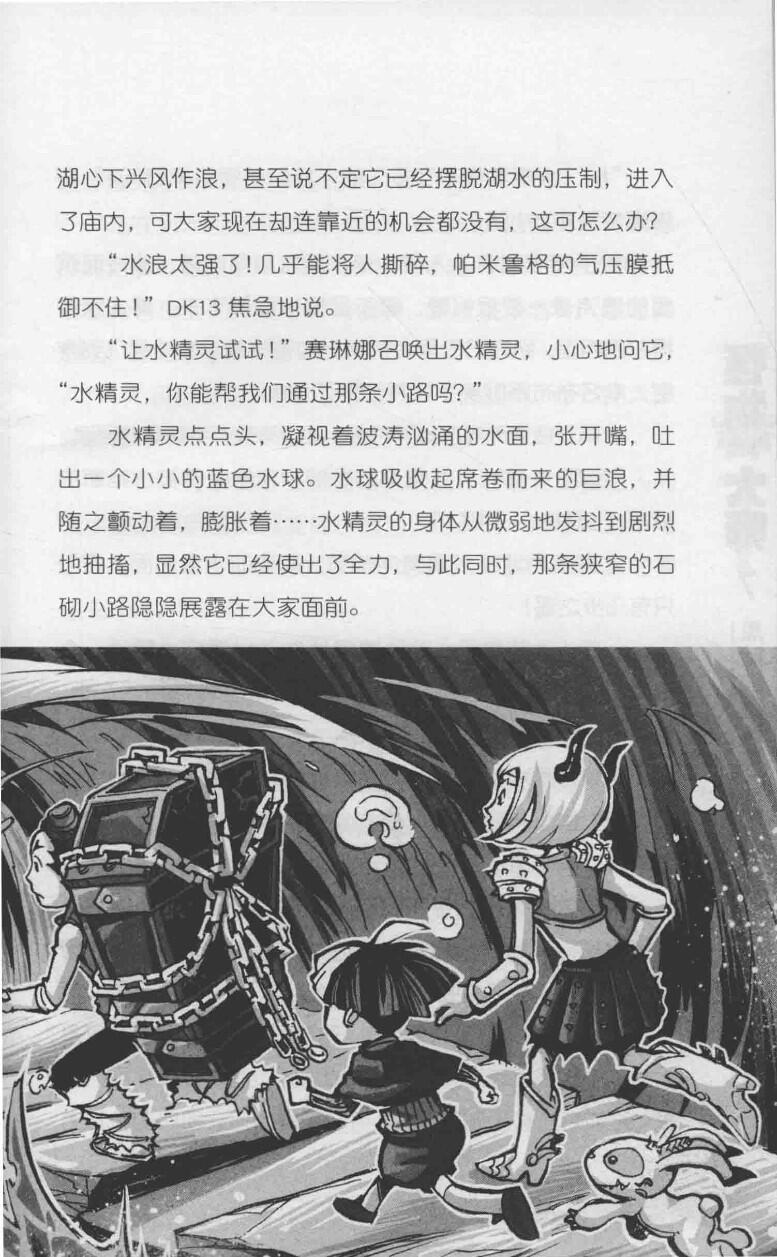 湖心下兴风作浪，甚至说不定它已经摆脱湖水的压制，进入
了庙内，可大家现在却连靠近的机会都没有，这可怎么办？
“水浪太强了！几乎能将人撕碎，帕米鲁格的气压膜抵
御不住！”DK13 焦急地说。
“让水精灵试试！”赛琳娜召唤出水精灵，小心地问它，
“水精灵，你能帮我们通过那条小路吗？”
水精灵点点头，凝视着波涛汹涌的水面，张开嘴，吐
出一个小小的蓝色水球。水球吸收起席卷而来的巨浪，并
随之颤动着，膨胀着……水精灵的身体从微弱地发抖到剧烈
地抽搐，显然它已经使出了全力，与此同时，那条狭窄的石
砌小路隐隐展露在大家面前。